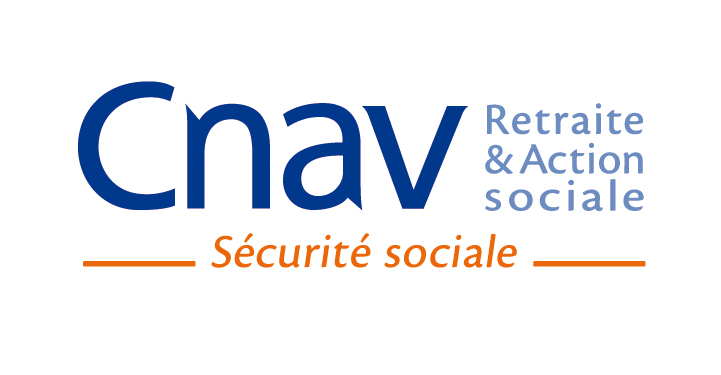 Cnav
Retraite
& Action
sociale
Sécurité sociale